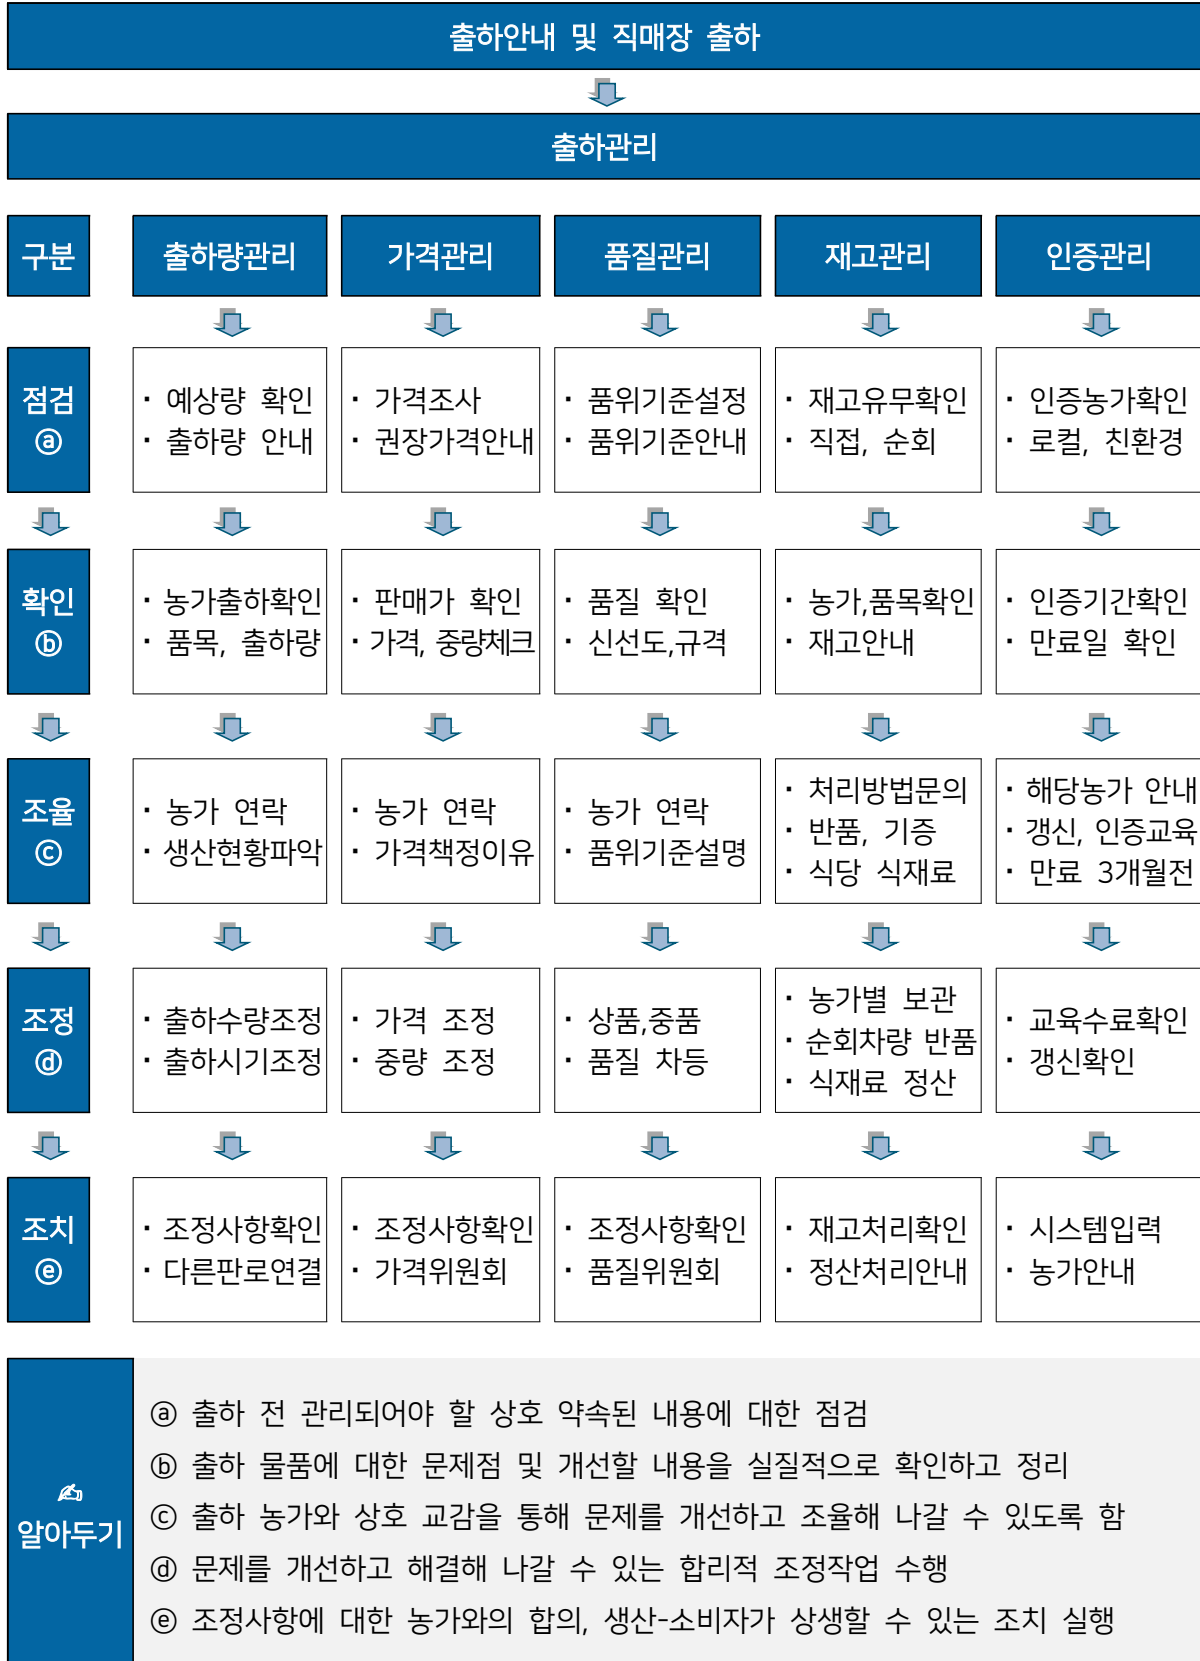 출하안내 및 직매장 출하
출하관리
구분
출하량관리
가격관리
품질관리
재고관리
인증관리
점검
ⓐ
· 예상량 확인
· 출하량 안내
· 가격조사
· 권장가격안내
· 품위기준설정
· 품위기준안내
· 재고유무확인
· 직접, 순회
· 인증농가확인
· 로컬, 친환경
확인
ⓑ
· 농가출하확인
· 품목, 출하량
· 판매가 확인
· 가격, 중량체크
· 품질 확인
· 신선도,규격
· 농가,품목확인
· 재고안내
· 인증기간확인
· 만료일 확인
조율
ⓒ
· 농가 연락
· 생산현황파악
· 농가 연락
· 가격책정이유
· 농가 연락
· 품위기준설명
· 처리방법문의
· 반품, 기증
· 식당 식재료
· 해당농가 안내
· 갱신, 인증교육
· 만료 3개월전
조정
ⓓ
· 출하수량조정
· 출하시기조정
· 가격 조정
· 중량 조정
· 상품,중품
· 품질 차등
· 농가별 보관
· 순회차량 반품
· 식재료 정산
· 교육수료확인
· 갱신확인
조치
ⓔ
· 조정사항확인
· 다른판로연결
· 조정사항확인
· 가격위원회
· 조정사항확인
· 품질위원회
· 재고처리확인
· 정산처리안내
· 시스템입력
· 농가안내
✍
알아두기
ⓐ 출하 전 관리되어야 할 상호 약속된 내용에 대한 점검
ⓑ 출하 물품에 대한 문제점 및 개선할 내용을 실질적으로 확인하고 정리
ⓒ 출하 농가와 상호 교감을 통해 문제를 개선하고 조율해 나갈 수 있도록 함
ⓓ 문제를 개선하고 해결해 나갈 수 있는 합리적 조정작업 수행
ⓔ 조정사항에 대한 농가와의 합의, 생산-소비자가 상생할 수 있는 조치 실행